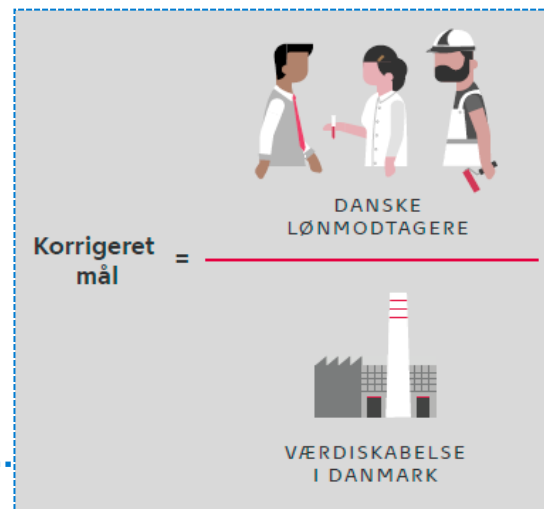 DANSKE
LØNMODTAGERE
Korrigeret
mål
=
VÆRDISKABELSE
I DANMARK